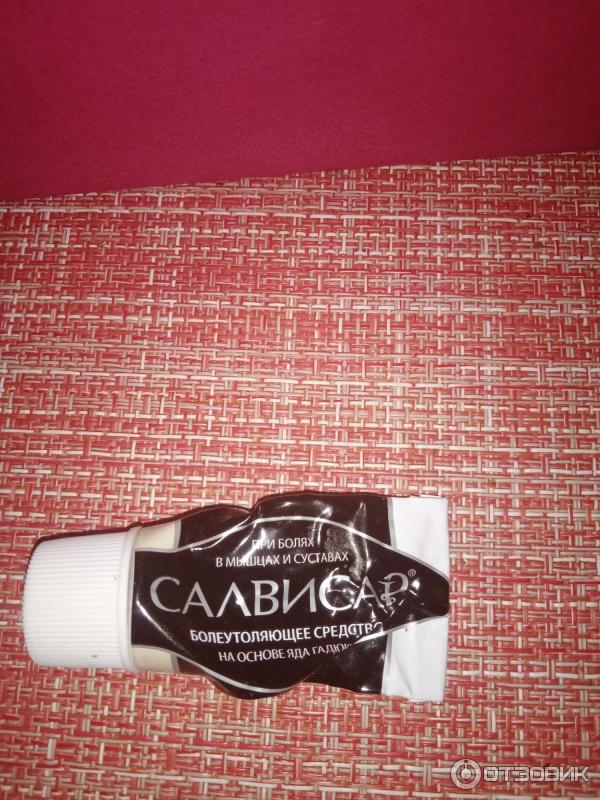 ПРИ БОЛЯХ
В МЫШЦАХ И СУСТАВАХ
САЛВИСАР®
БОЛЕУТОЛЯЮЩЕЕ СРЕДСТВО
НА ОСНОВЕ ЯДА
ОТЗОВИК